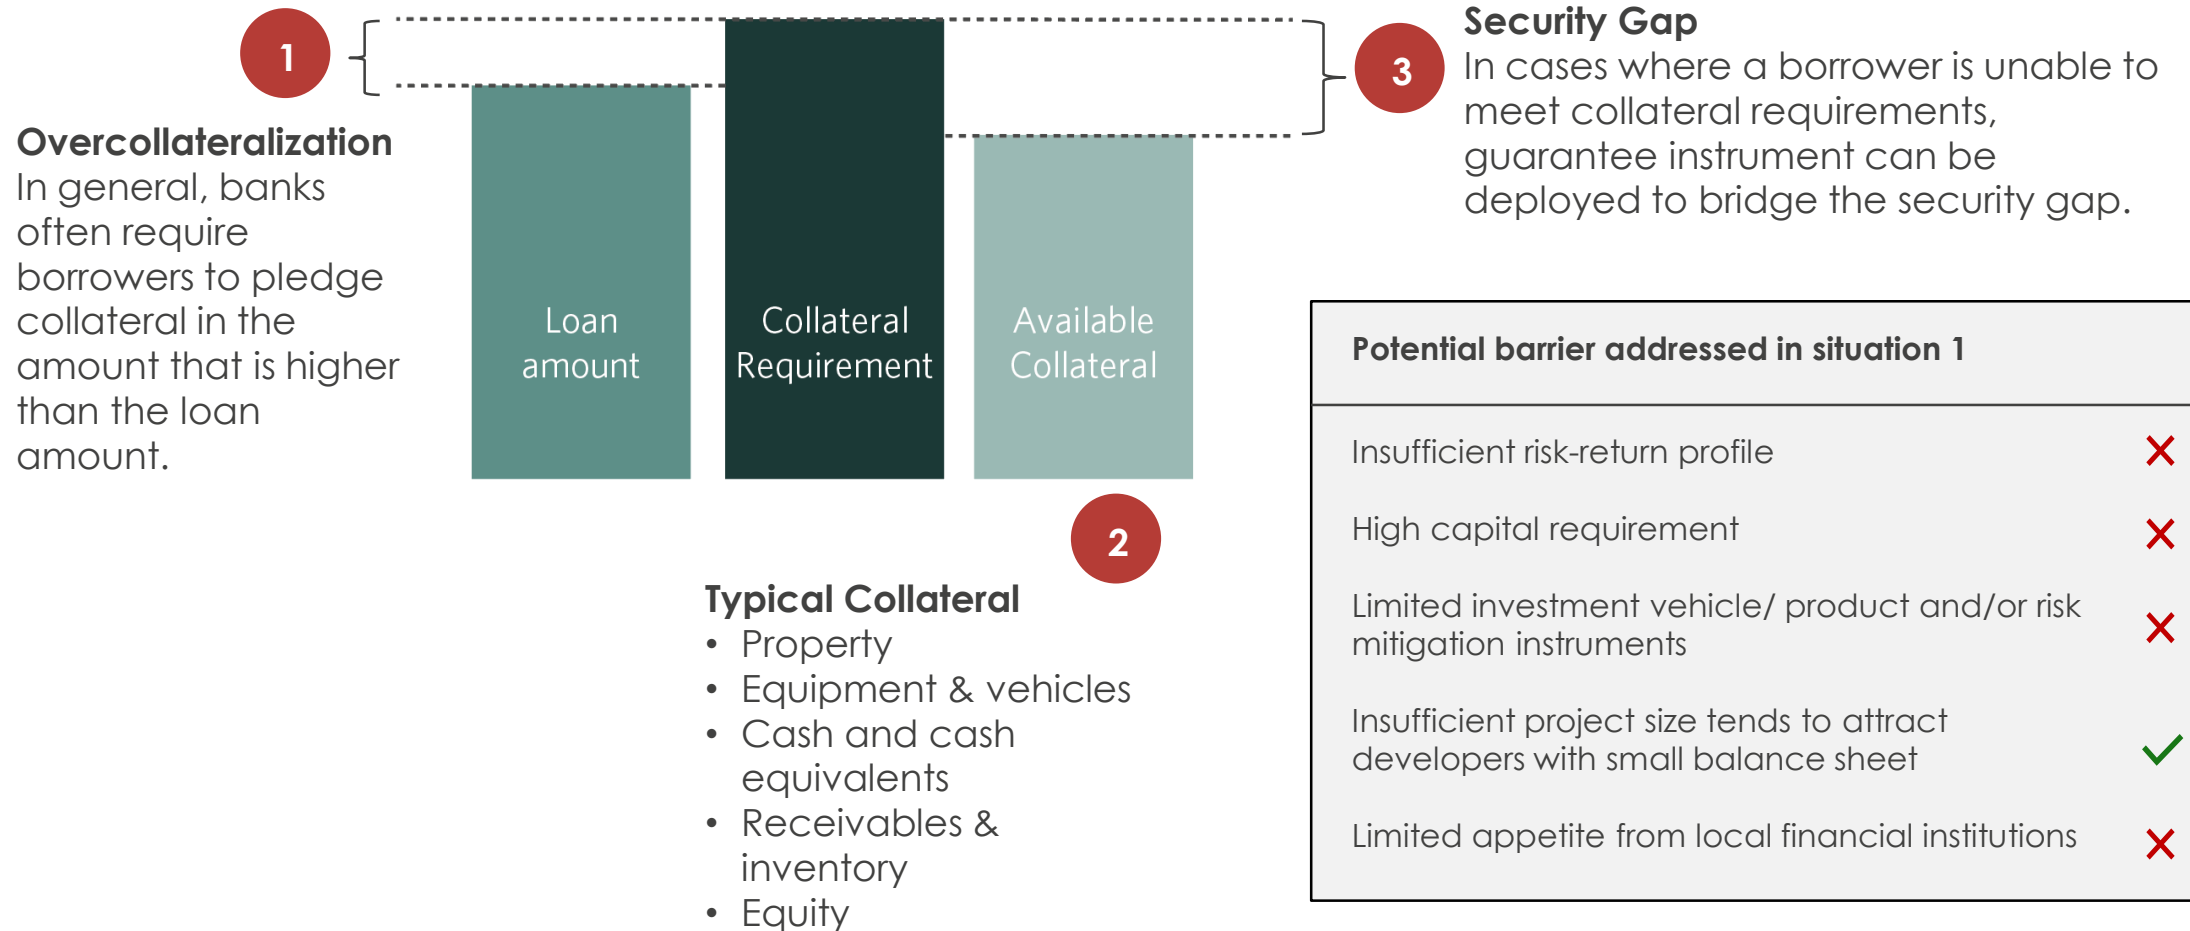 1
Overcollateralization
In general, banks
often require
borrowers to pledge
collateral in the
amount that is higher
than the loan
amount.
Loan
amount
Collateral
Requirement
Available
Collateral
2
Typical Collateral
• Property
• Equipment & vehicles
• Cash and cash
equivalents
• Receivables &
inventory
• Equity
3
Security Gap
In cases where a borrower is unable to
meet collateral requirements,
guarantee instrument can be
deployed to bridge the security gap.
Potential barrier addressed in situation 1
Insufficient risk-return profile
High capital requirement
Limited investment vehicle/ product and/or risk
mitigation instruments
Insufficient project size tends to attract
developers with small balance sheet
Limited appetite from local financial institutions